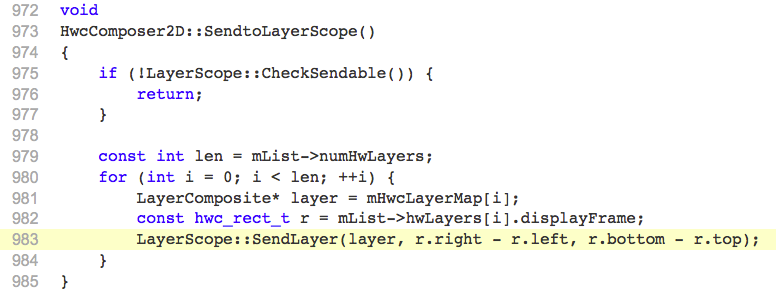 972 void
973 HwcComposer2D::SendtoLayerScope()
974 {
975     if (!LayerScope::CheckSendable()) {
976         return;
977     }
978
979     const int len = mList->numHwLayers;
980     for (int i = 0; i < len; ++i) {
981         LayerComposite* layer = mHwcLayerMap[i];
982         const hwc_rect_t r = mList->hwLayers[i].displayFrame;
983         LayerScope::SendLayer(layer, r.right - r.left, r.bottom - r.top);
984     }
985 }